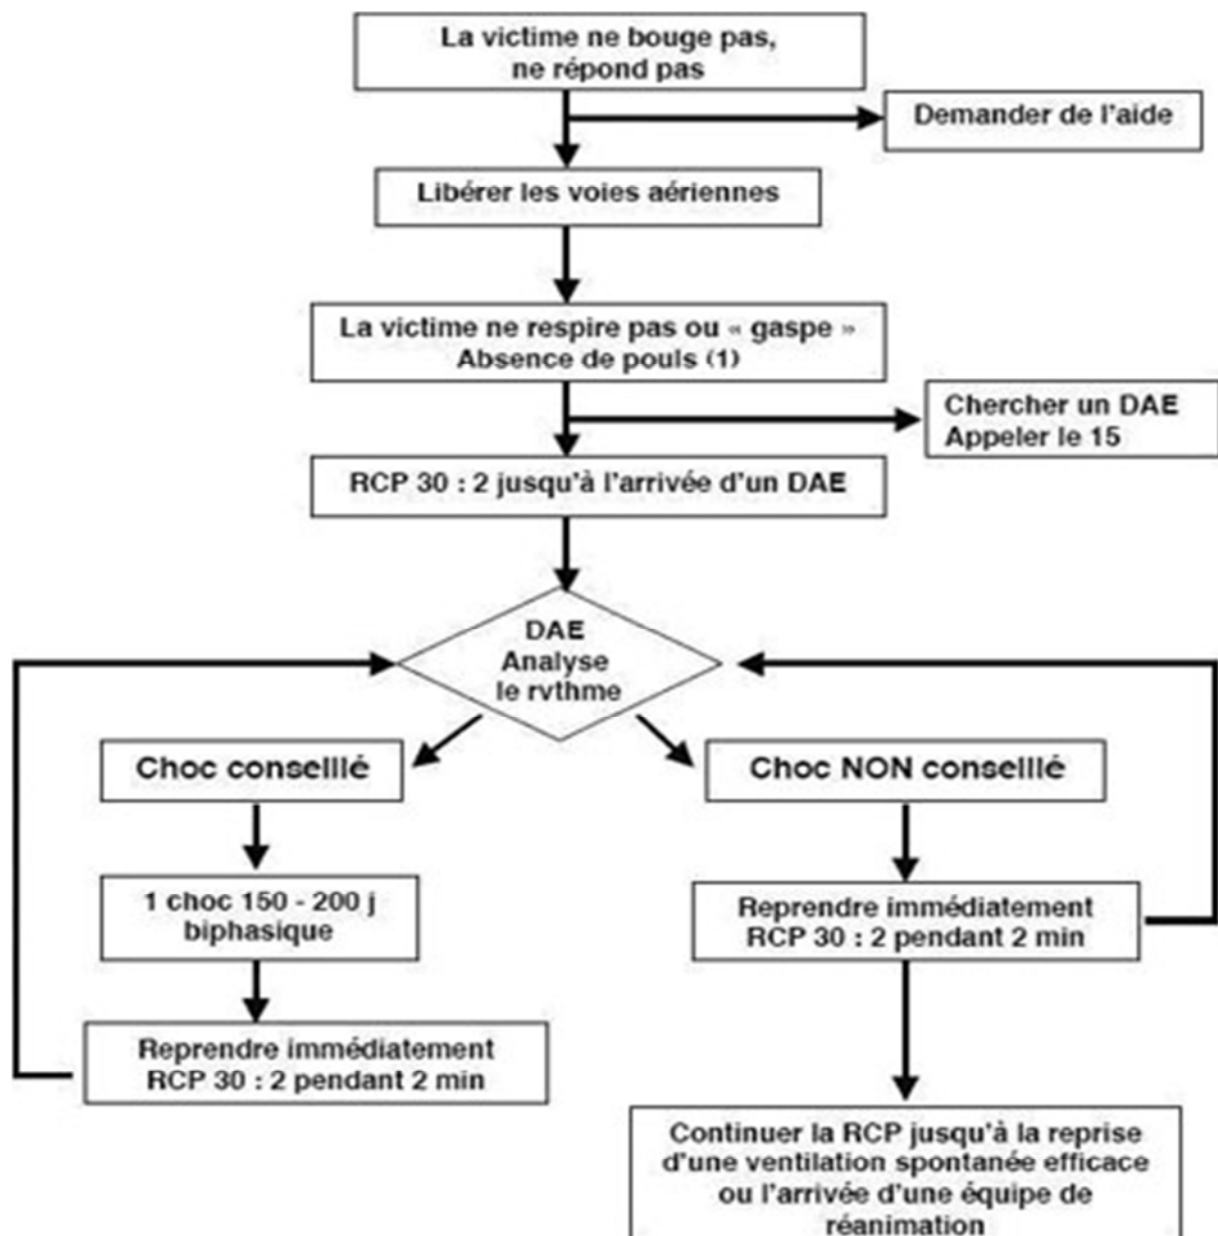 La victime ne bouge pas,
ne répond pas
Demander de l'aide
Libérer les voies aériennes
La victime ne respire pas ou « gaspe »
Absence de pouls (1)
Chercher un DAE
Appeler le 15
RCP 30 : 2 jusqu'à l'arrivée d'un DAE
DAE
Analyse
le rvthme
Choc conseillé
Choc NON conseillé
1 choc 150 - 200 j
biphasique
Reprendre immédiatement
RCP 30 : 2 pendant 2 min
Reprendre immédiatement
RCP 30 : 2 pendant 2 min
Continuer la RCP jusqu'à la reprise
d'une ventilation spontanée efficace
ou l'arrivée d'une équipe de
réanimation